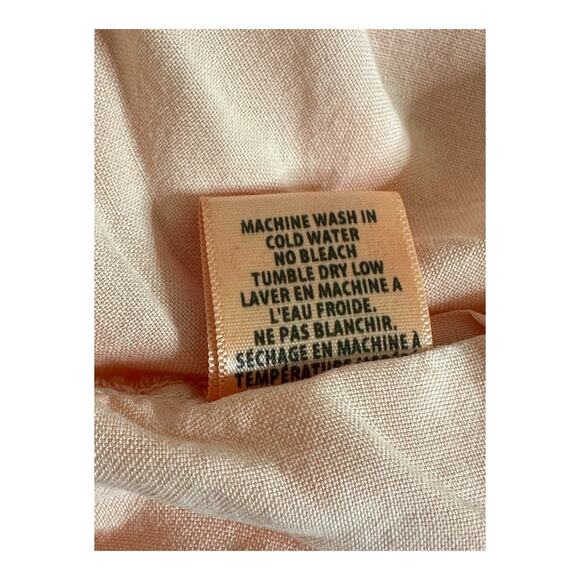 MACHINE WASH IN
COLD WATER
NO BLEACH
TUMBLE DRY LOW
LAVER EN MACHINE A
L'EAU FROIDE.
NE PAS BLANCHIR.
SÉCHAGE EN MACHINE À
TEMPÉRATURE